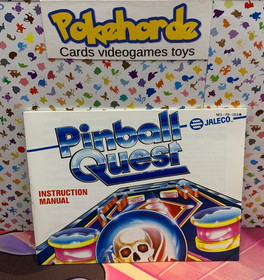 Pokehorde
Cards videogames toys
JALECO
Pinball
Quest
INSTRUCTION
MANUAL